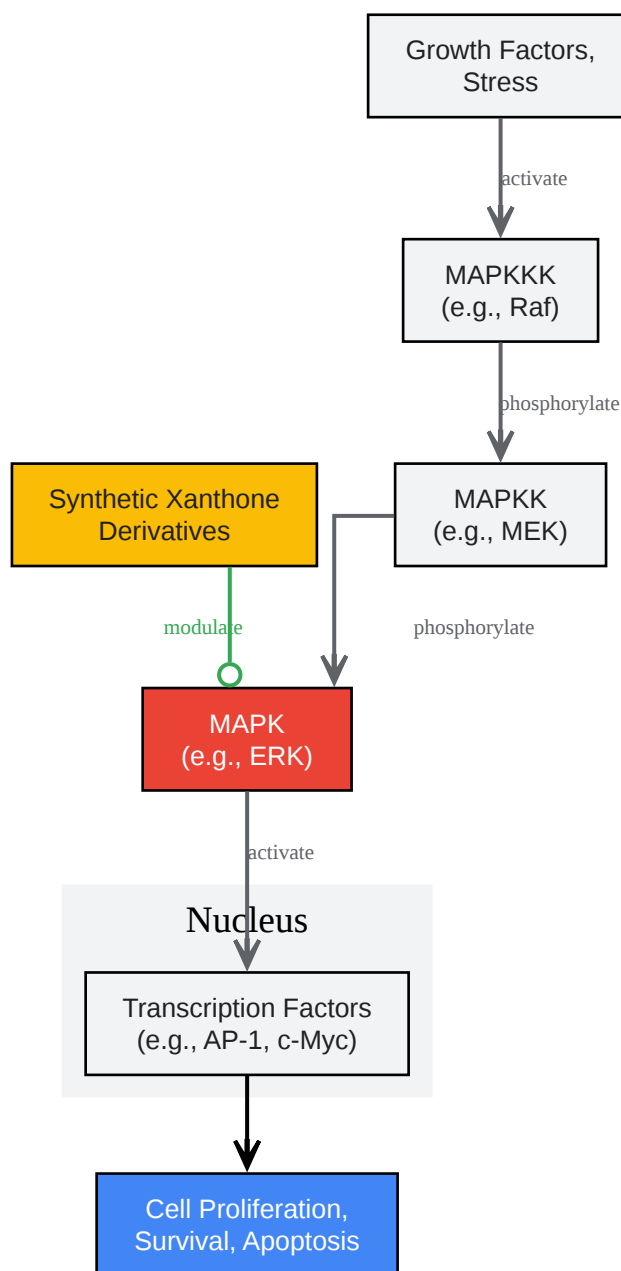 Growth Factors,
Stress
activate
MAPKKK
(e.g., Raf)
phosphorylate
Synthetic Xanthone
Derivatives
MAPKK
(e.g., MEK)
modulate
phosphorylate
MAPK
(e.g., ERK)
activate
Nucleus
Transcription Factors
(e.g., AP-1, c-Myc)
Cell Proliferation,
Survival, Apoptosis